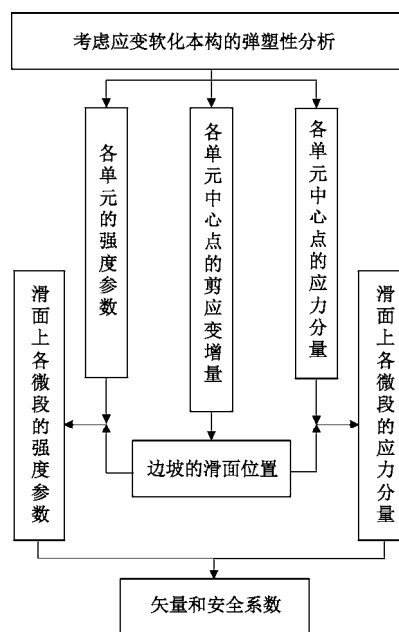 考虑应变软化本构的弹塑性分析
各单元的强度参数
各单元中心点的剪应变增量
各单元中心点的应力分量
滑面上各微段的强度参数
边坡的滑面位置
滑面上各微段的应力分量
矢量和安全系数